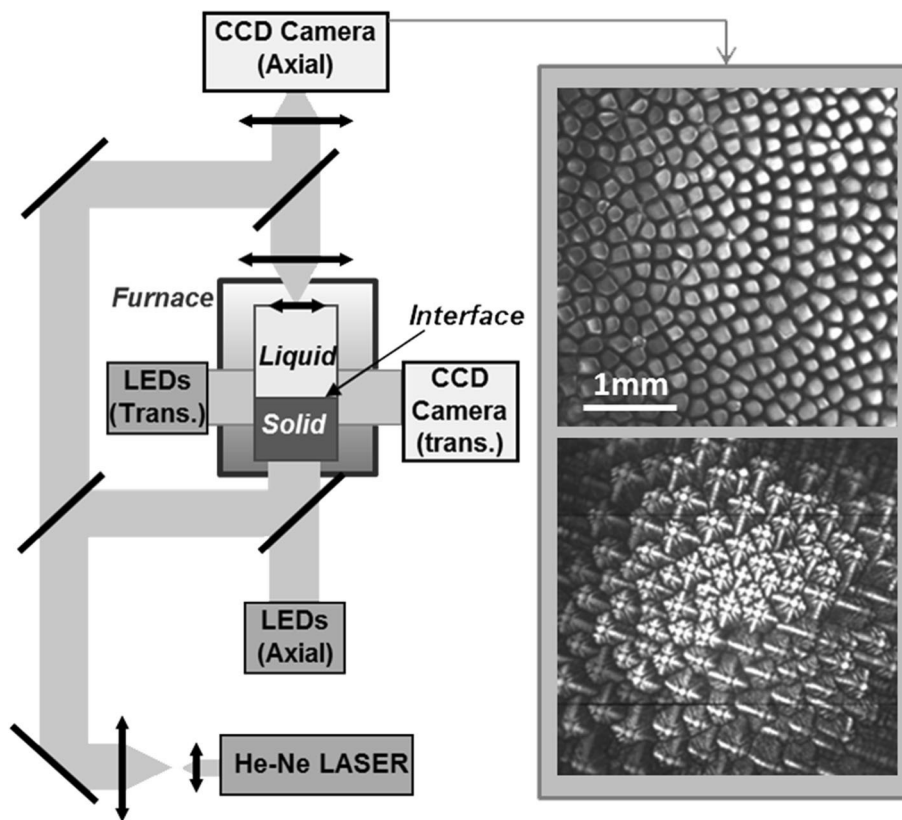 CCD Camera
(Axial)
Furnace
Interface
Liquid
LEDs
(Trans.)
CCD
Camera
(trans.)
Solid
1mm
LEDs
(Axial)
He-Ne LASER